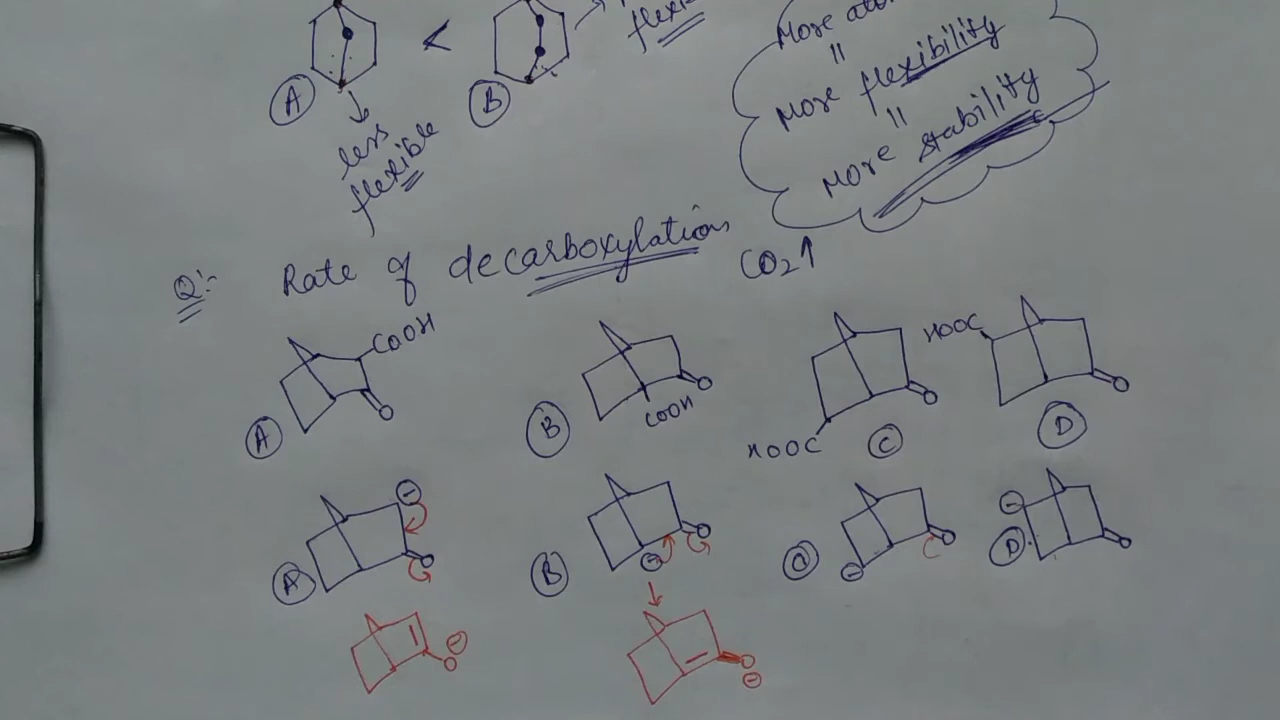 <
A
B
less
flexible
More
"
More flexibility
"
More stability
Q:- Rate of decarboxylation CO2↑
COOH
O
A
COOH
O
B
HOOC
O
C
HOOC
O
D
⊖
O
A
⊖
O
B
⊖
O
C
⊖
O
D
O
⊖
O
⊖